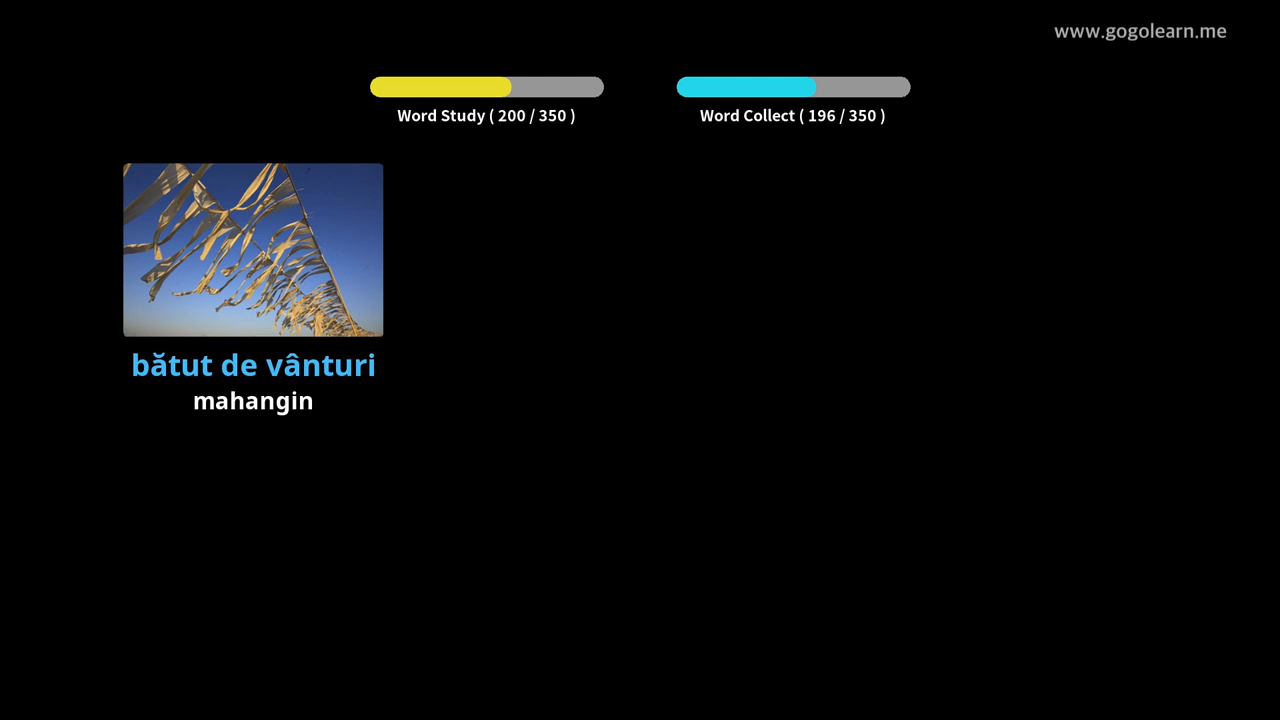 www.gogolearn.me
Word Study ( 200 / 350 )
Word Collect ( 196 / 350 )
bătut de vânturi
mahangin